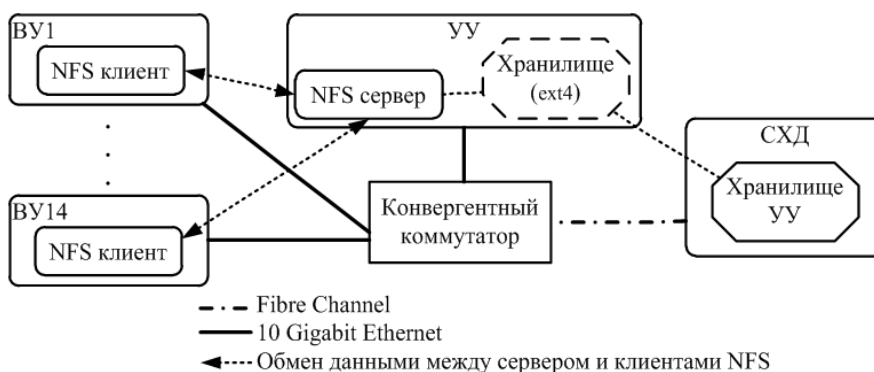 ВУ1
NFS клиент
УУ
NFS сервер
Хранилище
(ext4)
СХД
Хранилище
УУ
ВУ14
NFS клиент
Конвергентный
коммутатор
Fibre Channel
10 Gigabit Ethernet
Обмен данными между сервером и клиентами NFS